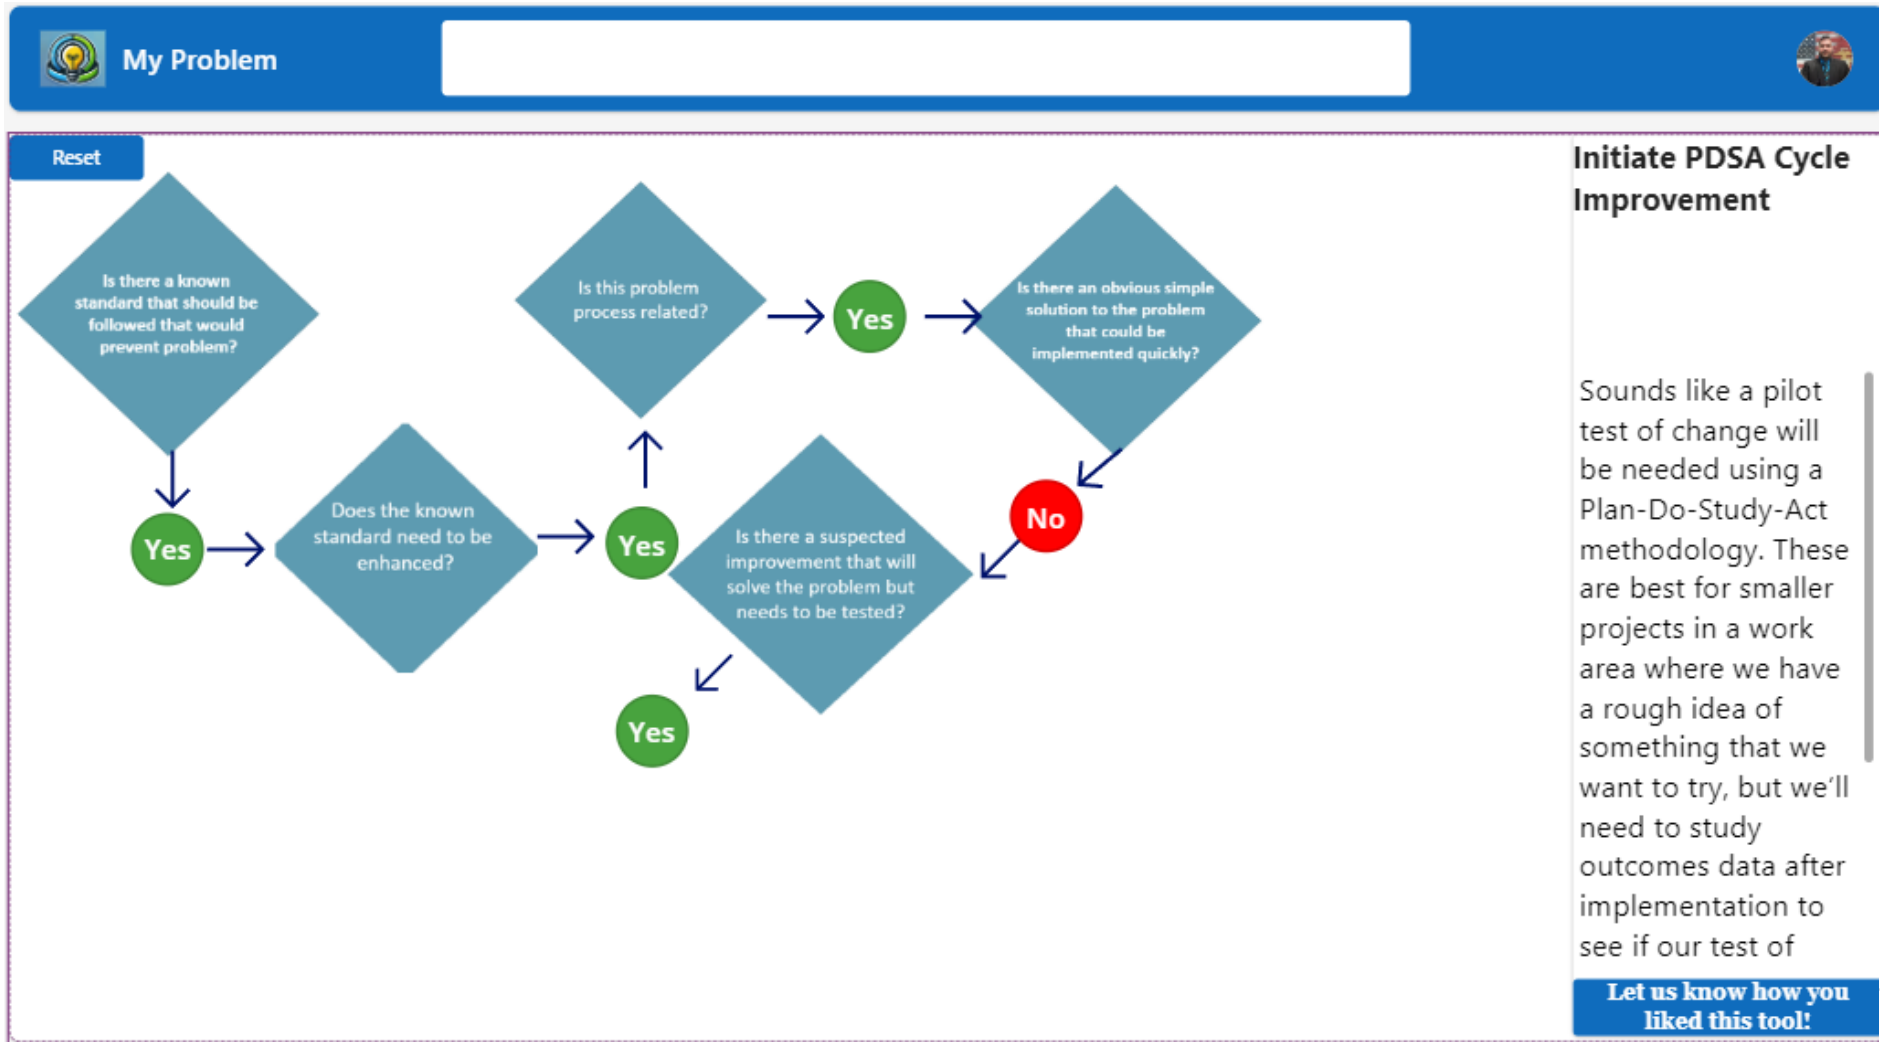 My Problem
Reset
Is there a known
standard that should be
followed that would
prevent problem?
Yes
Does the known
standard need to be
enhanced?
Yes
Is this problem
process related?
Yes
Is there an obvious simple
solution to the problem
that could be
implemented quickly?
No
Is there a suspected
improvement that will
solve the problem but
needs to be tested?
Yes
Initiate PDSA Cycle
Improvement
Sounds like a pilot
test of change will
be needed using a
Plan-Do-Study-Act
methodology. These
are best for smaller
projects in a work
area where we have
a rough idea of
something that we
want to try, but we’ll
need to study
outcomes data after
implementation to
see if our test of
Let us know how you
liked this tool!